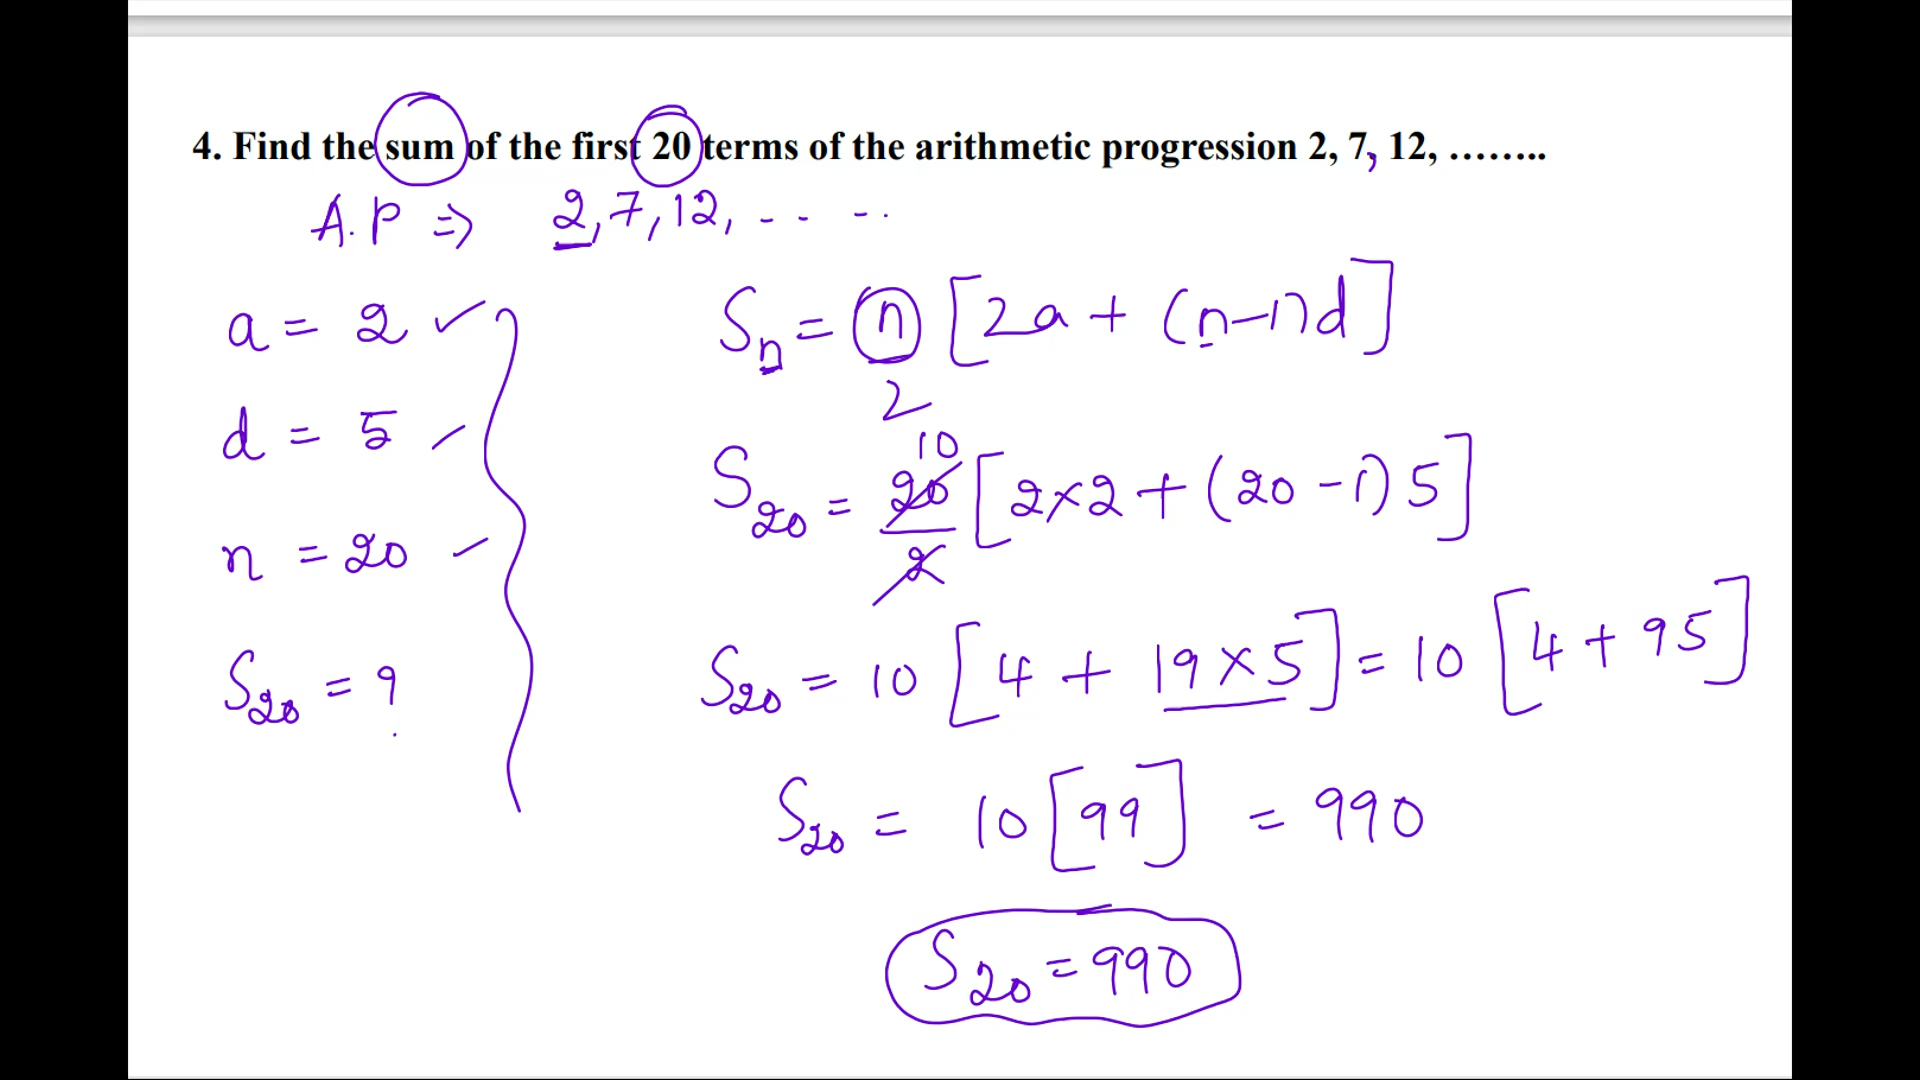 4. Find the sum of the first 20 terms of the arithmetic progression 2, 7, 12, ……..
A.P ⇒ 2, 7, 12, - - - -
a = 2 ✓
d = 5
n = 20
S20 = ?
Sn = n/2 [2a + (n-1)d]
S20 = 20/2 [2×2 + (20-1)5]
10
S20 = 10 [4 + 19×5] = 10 [4 + 95]
S20 = 10 [99] = 990
S20 = 990